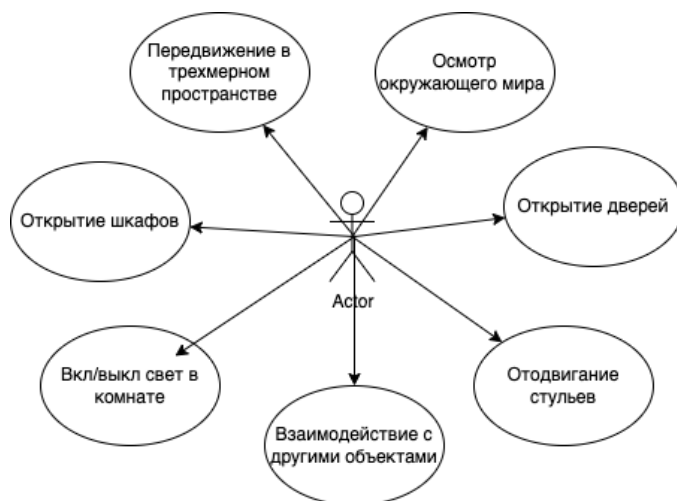 Передвижение в
трехмерном
пространстве
Осмотр
окружающего мира
Открытие шкафов
Открытие дверей
Actor
Вкл/выкл свет в
комнате
Отодвигание
стульев
Взаимодействие с
другими объектами